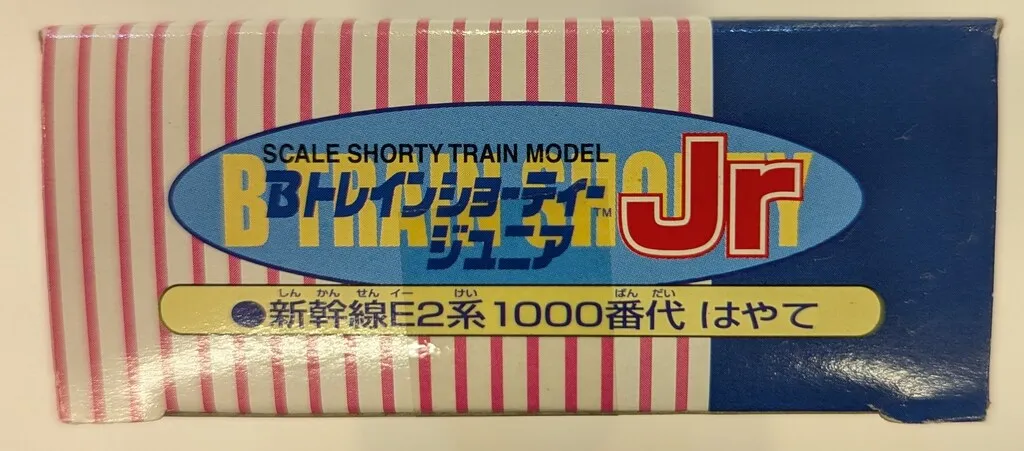 SCALE SHORTY TRAIN MODEL
B TRAIN SHORTY
Bトレインショーティー™
ジュニア
Jr
しん かん せん イー けい ばん だい
●新幹線E2系1000番代 はやて